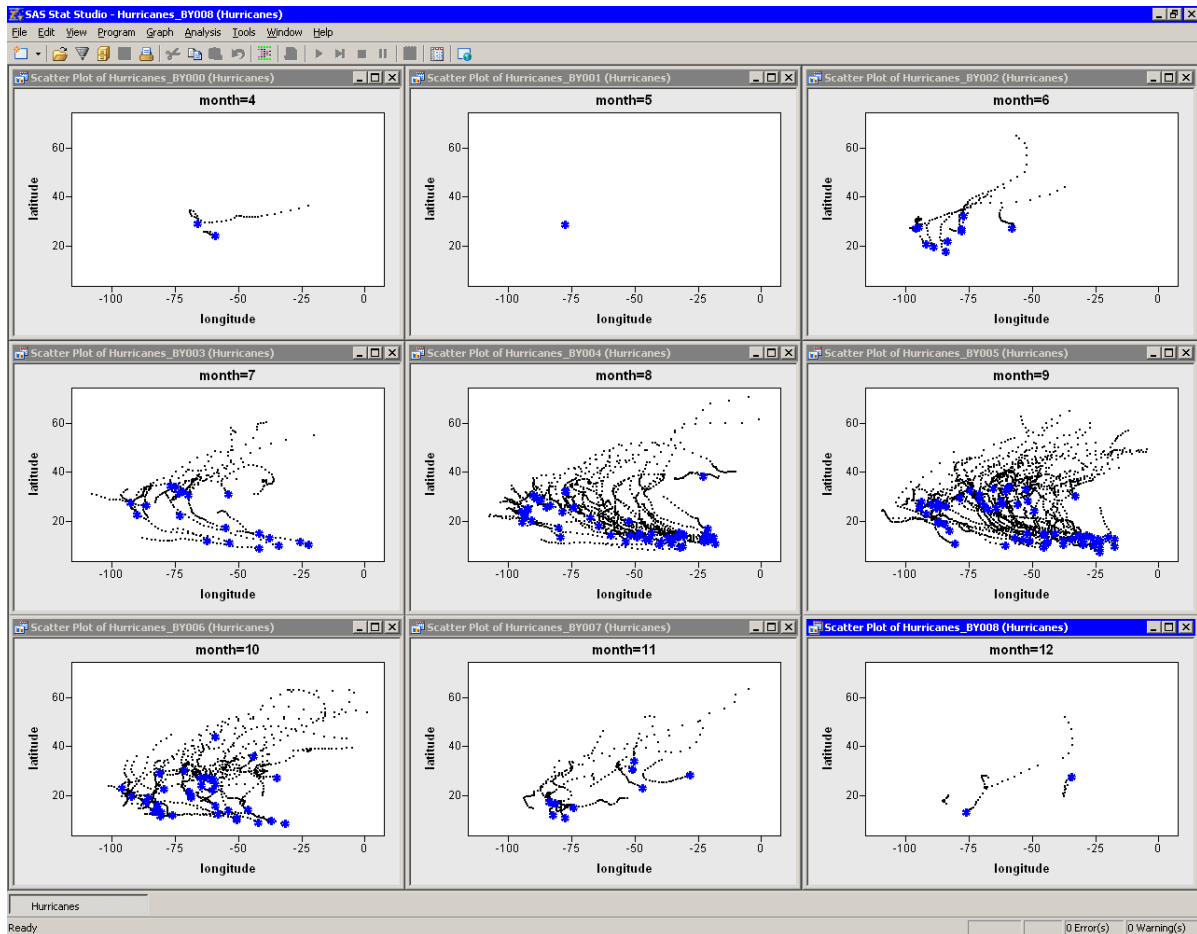 SAS Stat Studio - Hurricanes_BY008 (Hurricanes)
File Edit View Program Graph Analysis Tools Window Help
Scatter Plot of Hurricanes_BY000 (Hurricanes)
month=4
latitude
60
40
20
-100 -75 -50 -25 0
longitude
Scatter Plot of Hurricanes_BY001 (Hurricanes)
month=5
latitude
60
40
20
-100 -75 -50 -25 0
longitude
Scatter Plot of Hurricanes_BY002 (Hurricanes)
month=6
latitude
60
40
20
-100 -75 -50 -25 0
longitude
Scatter Plot of Hurricanes_BY003 (Hurricanes)
month=7
latitude
60
40
20
-100 -75 -50 -25 0
longitude
Scatter Plot of Hurricanes_BY004 (Hurricanes)
month=8
latitude
60
40
20
-100 -75 -50 -25 0
longitude
Scatter Plot of Hurricanes_BY005 (Hurricanes)
month=9
latitude
60
40
20
-100 -75 -50 -25 0
longitude
Scatter Plot of Hurricanes_BY006 (Hurricanes)
month=10
latitude
60
40
20
-100 -75 -50 -25 0
longitude
Scatter Plot of Hurricanes_BY007 (Hurricanes)
month=11
latitude
60
40
20
-100 -75 -50 -25 0
longitude
Scatter Plot of Hurricanes_BY008 (Hurricanes)
month=12
latitude
60
40
20
-100 -75 -50 -25 0
longitude
Hurricanes
Ready
0 Error(s) 0 Warning(s)